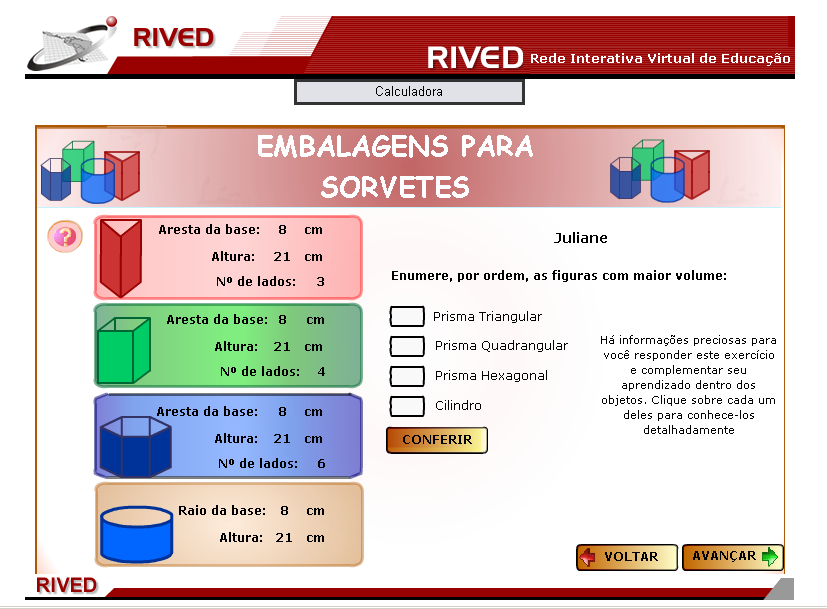 RIVED
RIVED Rede Interativa Virtual de Educação
Calculadora
EMBALAGENS PARA
SORVETES
?
Aresta da base: 8 cm
Altura: 21 cm
Nº de lados: 3
Aresta da base: 8 cm
Altura: 21 cm
Nº de lados: 4
Aresta da base: 8 cm
Altura: 21 cm
Nº de lados: 6
Raio da base: 8 cm
Altura: 21 cm
Juliane
Enumere, por ordem, as figuras com maior volume:
Prisma Triangular
Prisma Quadrangular
Prisma Hexagonal
Cilindro
CONFERIR
Há informações preciosas para
você responder este exercício
e complementar seu
aprendizado dentro dos
objetos. Clique sobre cada um
deles para conhece-los
detalhadamente
VOLTAR
AVANÇAR
RIVED